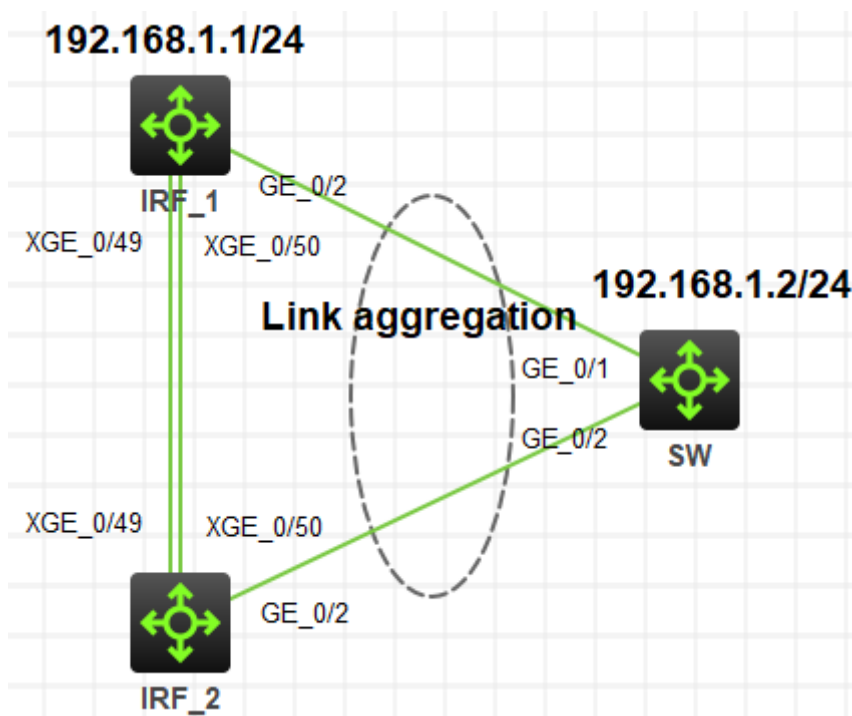 192.168.1.1/24
IRF_1
GE_0/2
XGE_0/49
XGE_0/50
192.168.1.2/24
Link aggregation
GE_0/1
GE_0/2
SW
XGE_0/49
XGE_0/50
GE_0/2
IRF_2